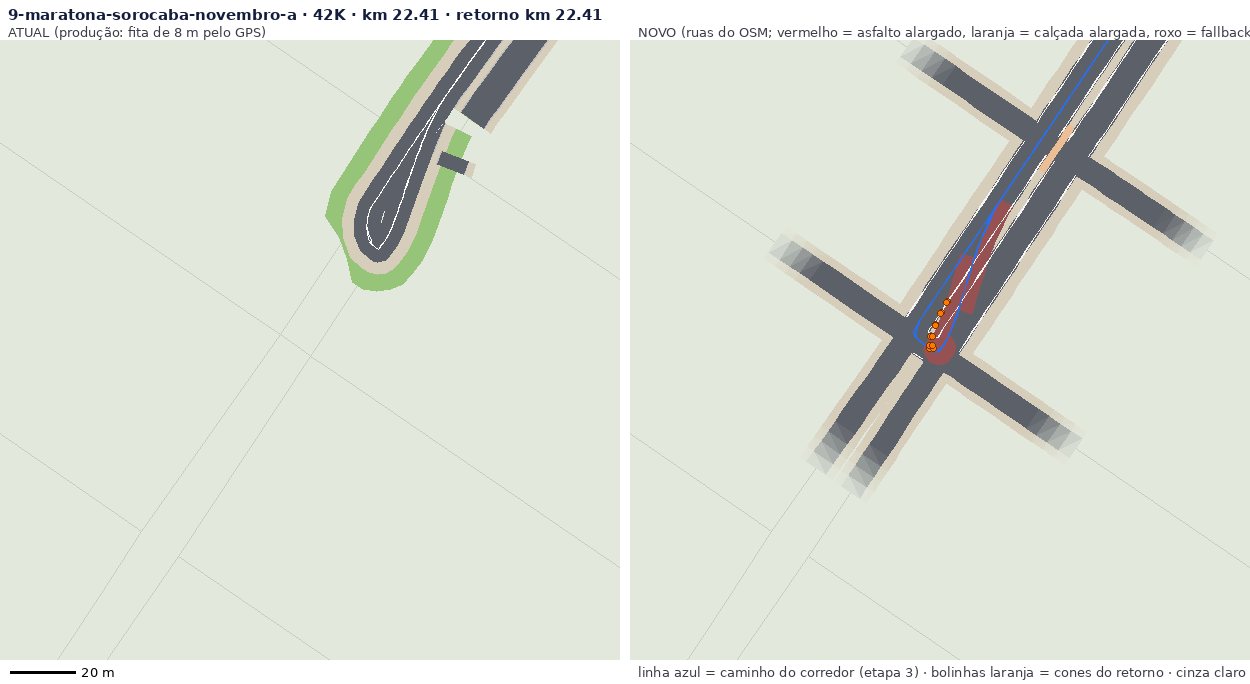 9-maratona-sorocaba-novembro-a · 42K · km 22.41 · retorno km 22.41
ATUAL (produção: fita de 8 m pelo GPS)
NOVO (ruas do OSM; vermelho = asfalto alargado, laranja = calçada alargada, roxo = fallback
20 m
linha azul = caminho do corredor (etapa 3) · bolinhas laranja = cones do retorno · cinza claro